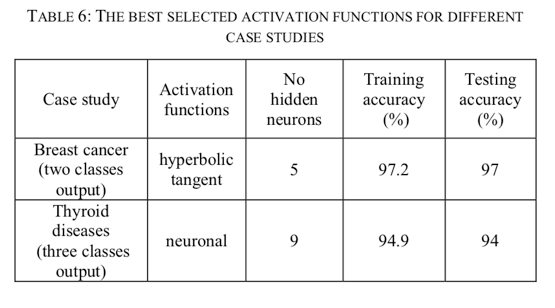 TABLE 6: THE BEST SELECTED ACTIVATION FUNCTIONS FOR DIFFERENT
CASE STUDIES
Case study
Activation
functions
No
hidden
neurons
Training
accuracy
(%)
Testing
accuracy
(%)
Breast cancer
(two classes
output)
hyperbolic
tangent
5
97.2
97
Thyroid
diseases
(three classes
output)
neuronal
9
94.9
94